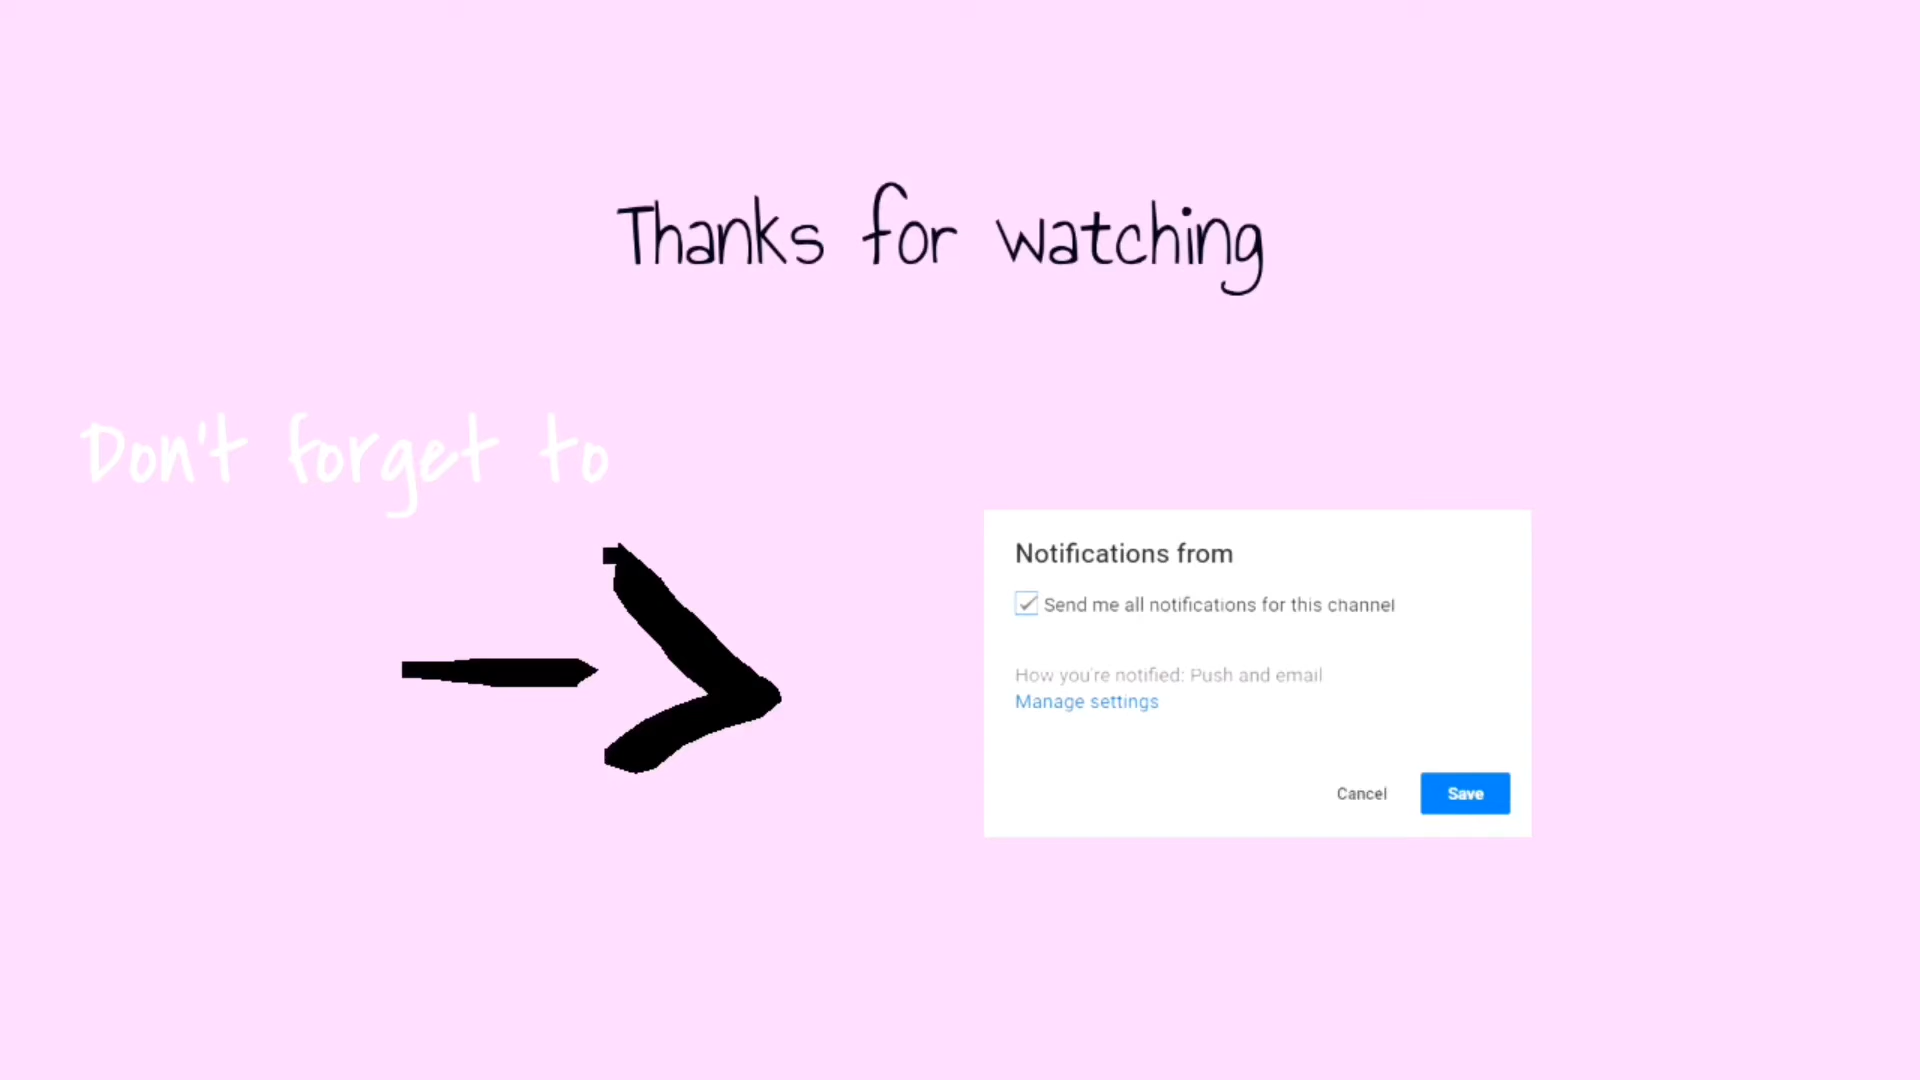 Thanks for watching
Don't forget to
Notifications from
Send me all notifications for this channel
How you're notified: Push and email
Manage settings
Cancel
Save